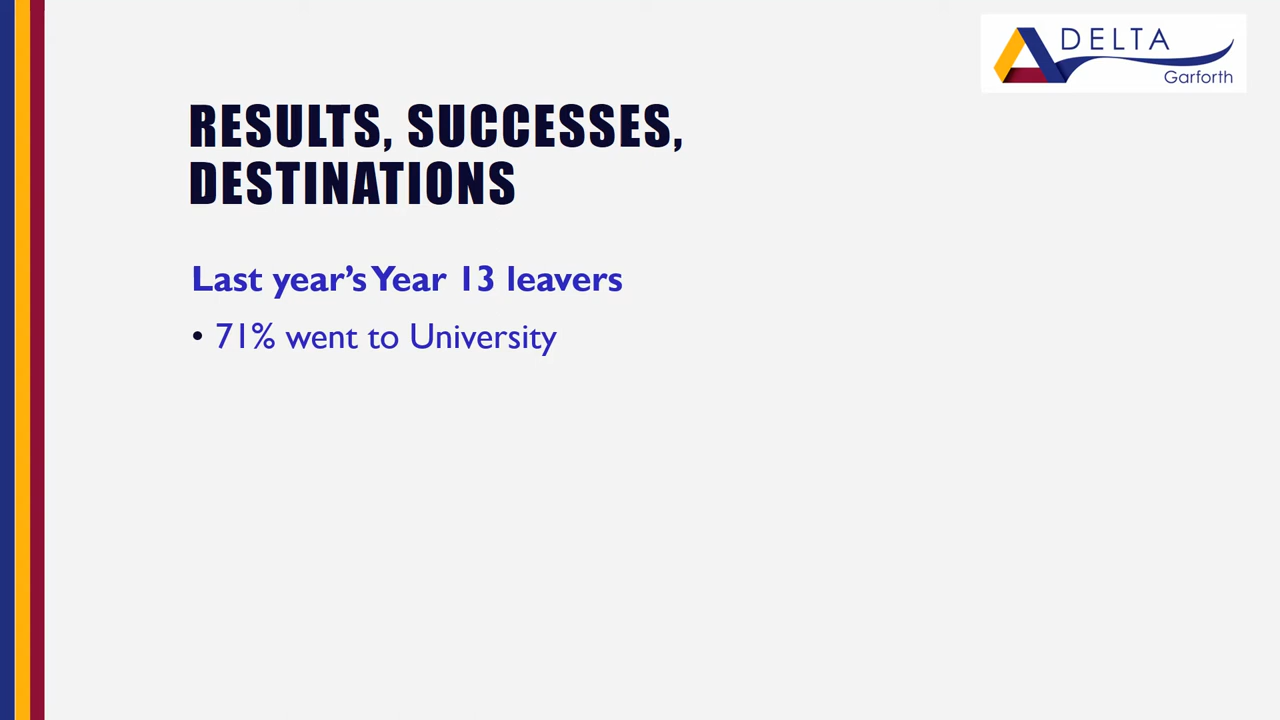 DELTA
Garforth
RESULTS, SUCCESSES,
DESTINATIONS
Last year’s Year 13 leavers
• 71% went to University